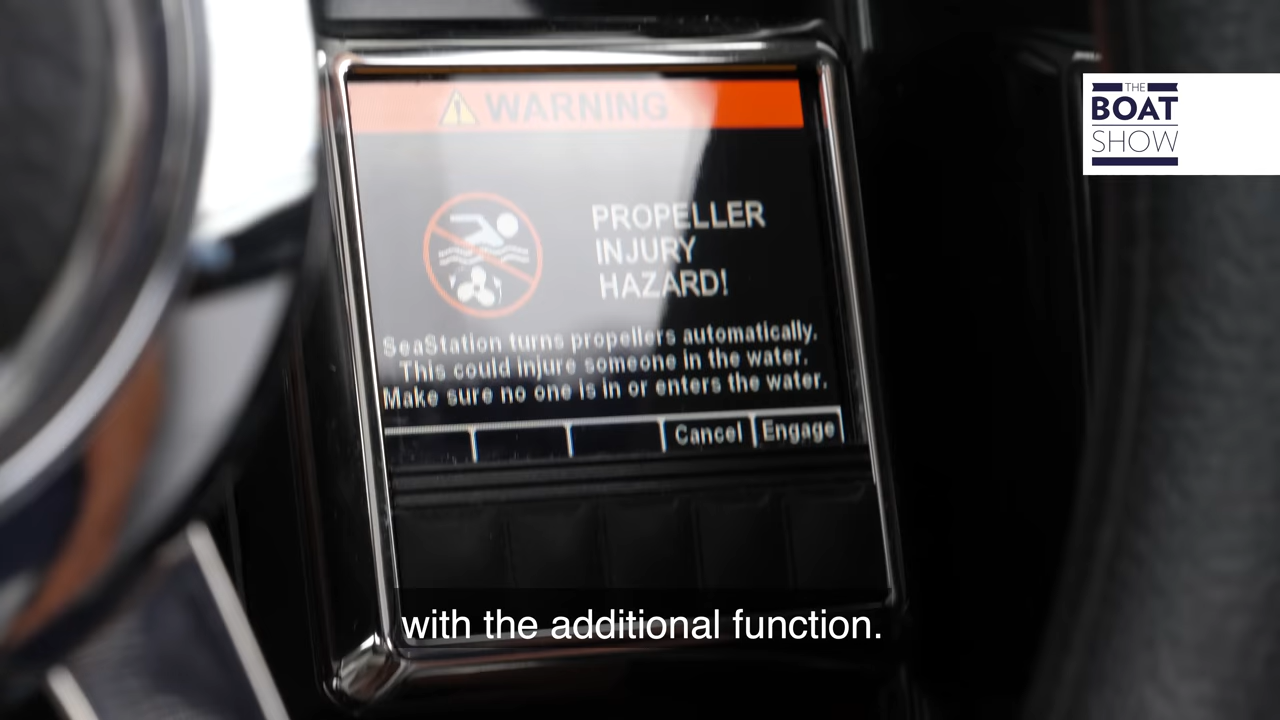 WARNING
PROPELLER
INJURY
HAZARD!
SeaStation turns propellers automatically.
This could injure someone in the water.
Make sure no one is in or enters the water.
Cancel
Engage
THE
BOAT
SHOW
with the additional function.